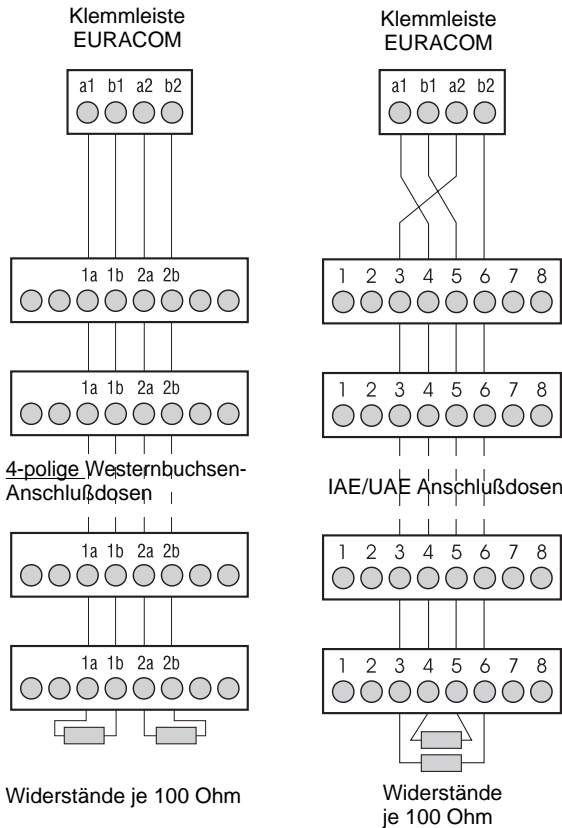 Klemmleiste
EURACOM
a1 b1 a2 b2
1a 1b 2a 2b
1a 1b 2a 2b
4-polige Westernbuchsen-
Anschlußdosen
1a 1b 2a 2b
1a 1b 2a 2b
Widerstände je 100 Ohm
Klemmleiste
EURACOM
a1 b1 a2 b2
1 2 3 4 5 6 7 8
1 2 3 4 5 6 7 8
IAE/UAE Anschlußdosen
1 2 3 4 5 6 7 8
1 2 3 4 5 6 7 8
Widerstände
je 100 Ohm